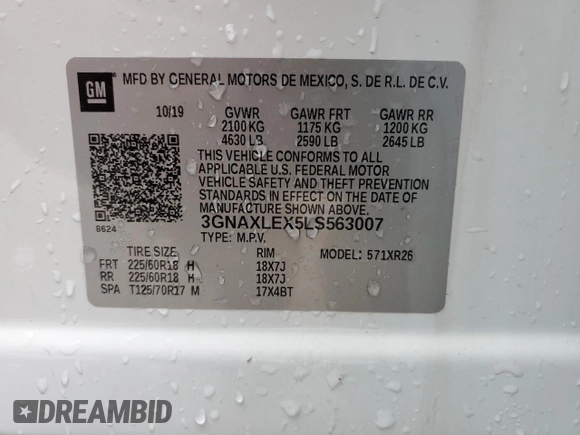 GM
MFD BY GENERAL MOTORS DE MEXICO, S. DE R.L. DE C.V.
10/19 GVWR GAWR FRT GAWR RR
2100 KG 1175 KG 1200 KG
4630 LB 2590 LB 2645 LB
THIS VEHICLE CONFORMS TO ALL
APPLICABLE U.S. FEDERAL MOTOR
VEHICLE SAFETY AND THEFT PREVENTION
STANDARDS IN EFFECT ON THE DATE OF
MANUFACTURE SHOWN ABOVE.
8624
3GNAXLEX5LS563007
TYPE: M.P.V. MODEL: 571XR26
TIRE SIZE RIM
FRT 225/60R18 H 18X7J
RR 225/60R18 H 18X7J
SPA T125/70R17 M 17X4BT
DREAMBID